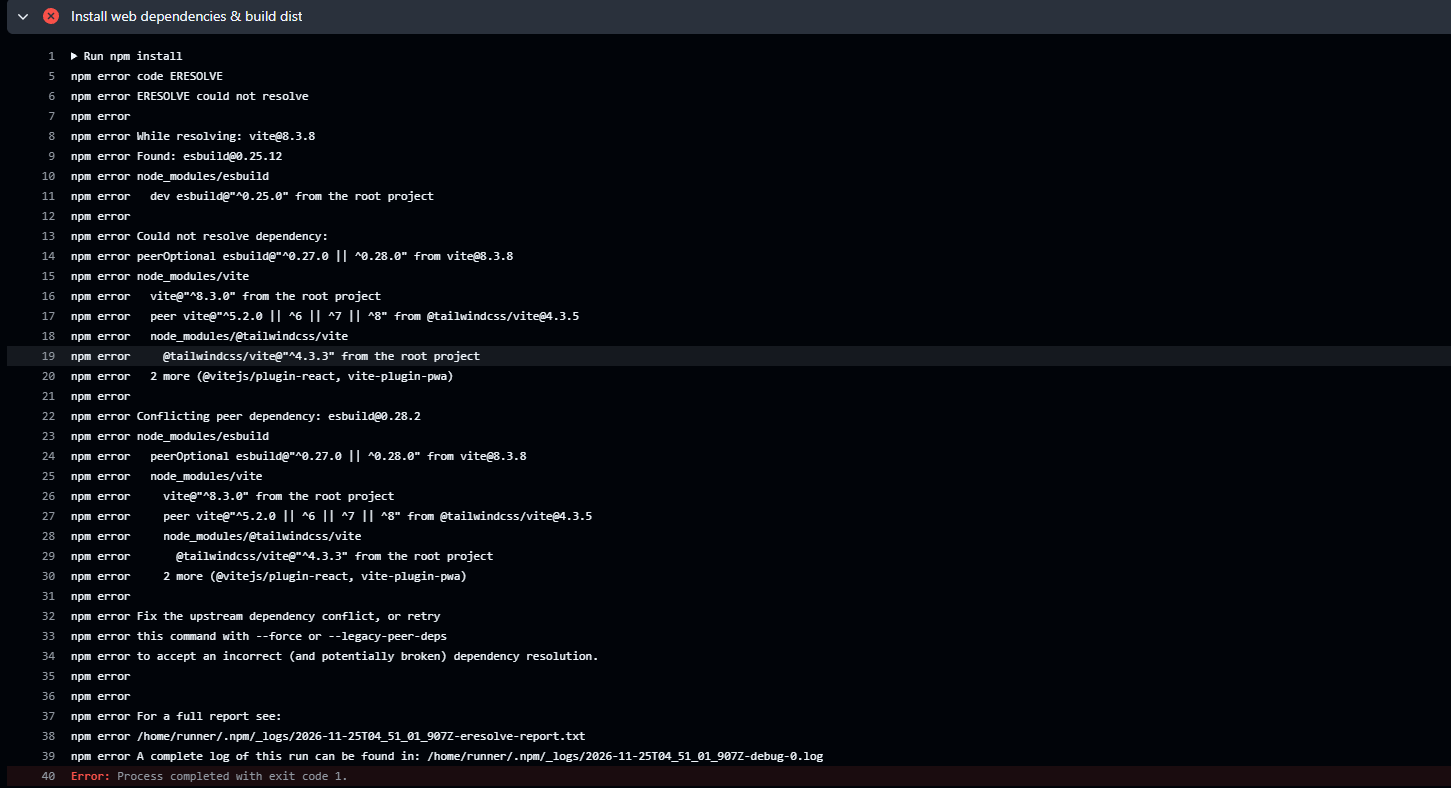 Install web dependencies & build dist
1 Run npm install
5 npm error code ERESOLVE
6 npm error ERESOLVE could not resolve
7 npm error
8 npm error While resolving: vite@8.3.8
9 npm error Found: esbuild@0.25.12
10 npm error node_modules/esbuild
11 npm error   dev esbuild@"^0.25.0" from the root project
12 npm error
13 npm error Could not resolve dependency:
14 npm error peerOptional esbuild@"^0.27.0 || ^0.28.0" from vite@8.3.8
15 npm error node_modules/vite
16 npm error   vite@"^8.3.0" from the root project
17 npm error   peer vite@"^5.2.0 || ^6 || ^7 || ^8" from @tailwindcss/vite@4.3.5
18 npm error   node_modules/@tailwindcss/vite
19 npm error     @tailwindcss/vite@"^4.3.3" from the root project
20 npm error   2 more (@vitejs/plugin-react, vite-plugin-pwa)
21 npm error
22 npm error Conflicting peer dependency: esbuild@0.28.2
23 npm error node_modules/esbuild
24 npm error   peerOptional esbuild@"^0.27.0 || ^0.28.0" from vite@8.3.8
25 npm error   node_modules/vite
26 npm error     vite@"^8.3.0" from the root project
27 npm error     peer vite@"^5.2.0 || ^6 || ^7 || ^8" from @tailwindcss/vite@4.3.5
28 npm error     node_modules/@tailwindcss/vite
29 npm error       @tailwindcss/vite@"^4.3.3" from the root project
30 npm error     2 more (@vitejs/plugin-react, vite-plugin-pwa)
31 npm error
32 npm error Fix the upstream dependency conflict, or retry
33 npm error this command with --force or --legacy-peer-deps
34 npm error to accept an incorrect (and potentially broken) dependency resolution.
35 npm error
36 npm error
37 npm error For a full report see:
38 npm error /home/runner/.npm/_logs/2026-11-25T04_51_01_907Z-eresolve-report.txt
39 npm error A complete log of this run can be found in: /home/runner/.npm/_logs/2026-11-25T04_51_01_907Z-debug-0.log
40 Error: Process completed with exit code 1.